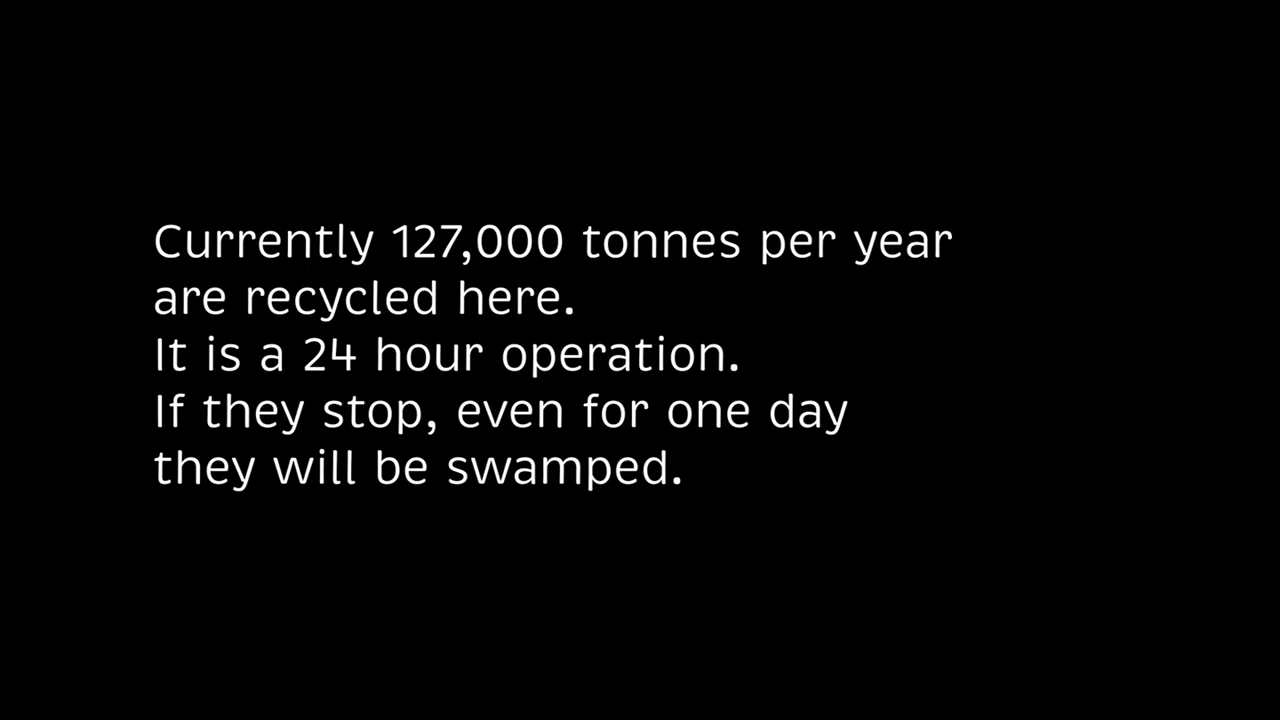 Currently 127,000 tonnes per year
are recycled here.
It is a 24 hour operation.
If they stop, even for one day
they will be swamped.